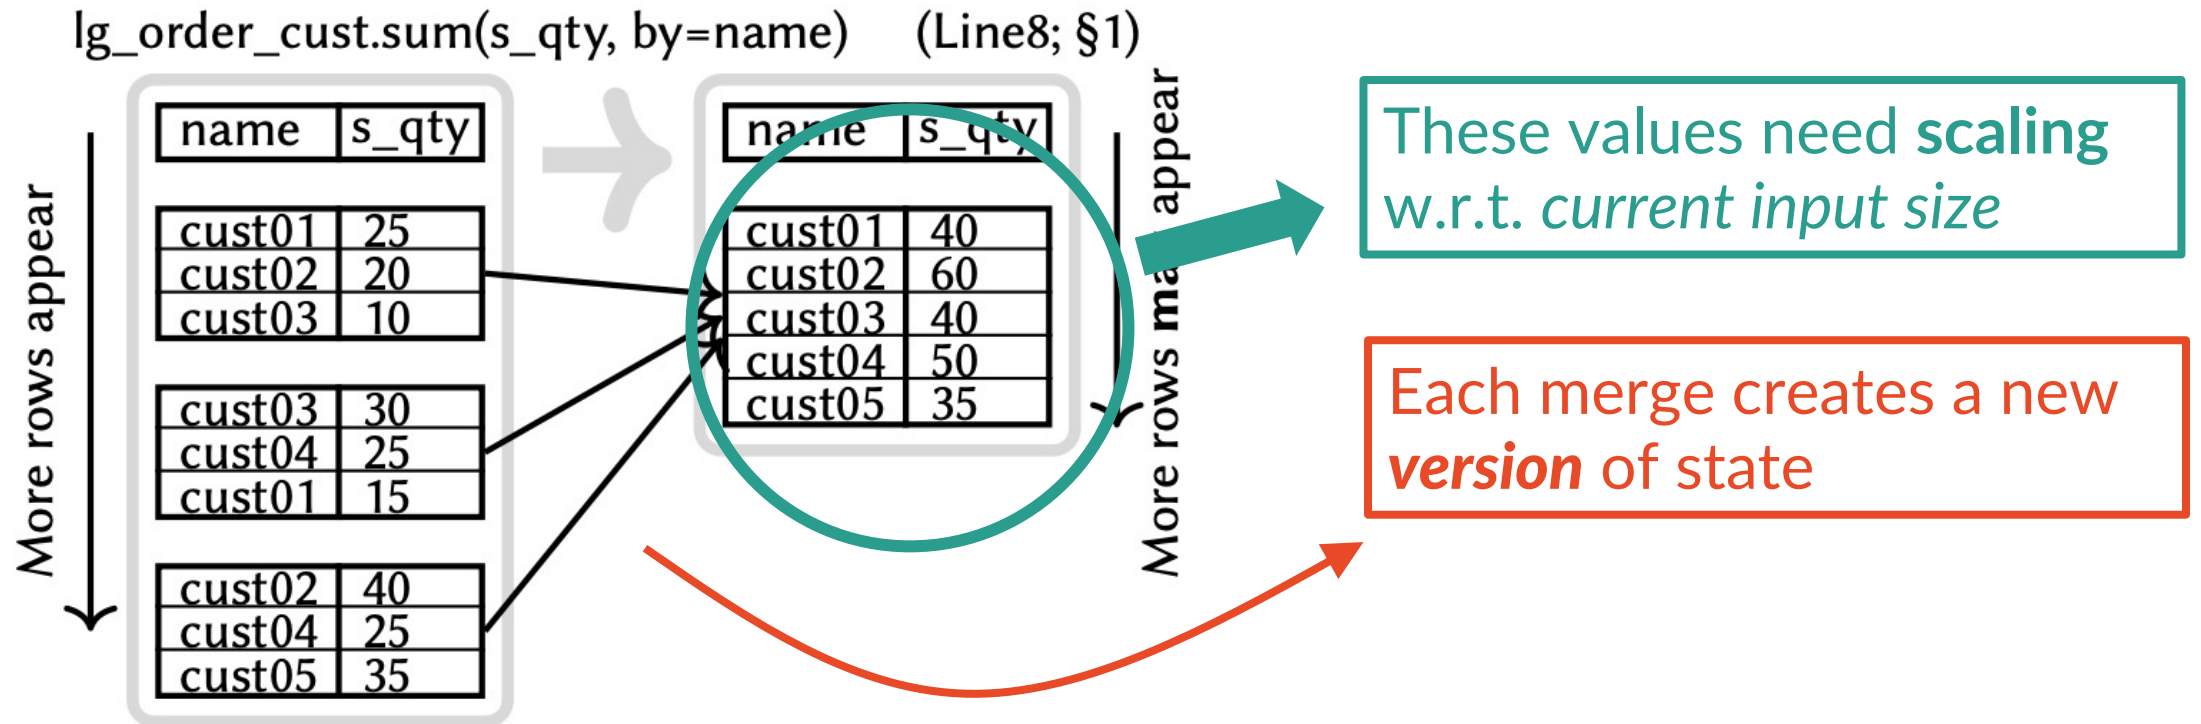 lg_order_cust.sum(s_qty, by=name) (Line8; §1)
More rows appear
name s_qty
cust01 25
cust02 20
cust03 10
cust03 30
cust04 25
cust01 15
cust02 40
cust04 25
cust05 35
name s_qty
cust01 40
cust02 60
cust03 40
cust04 50
cust05 35
More rows may appear
These values need scaling
w.r.t. current input size
Each merge creates a new
version of state